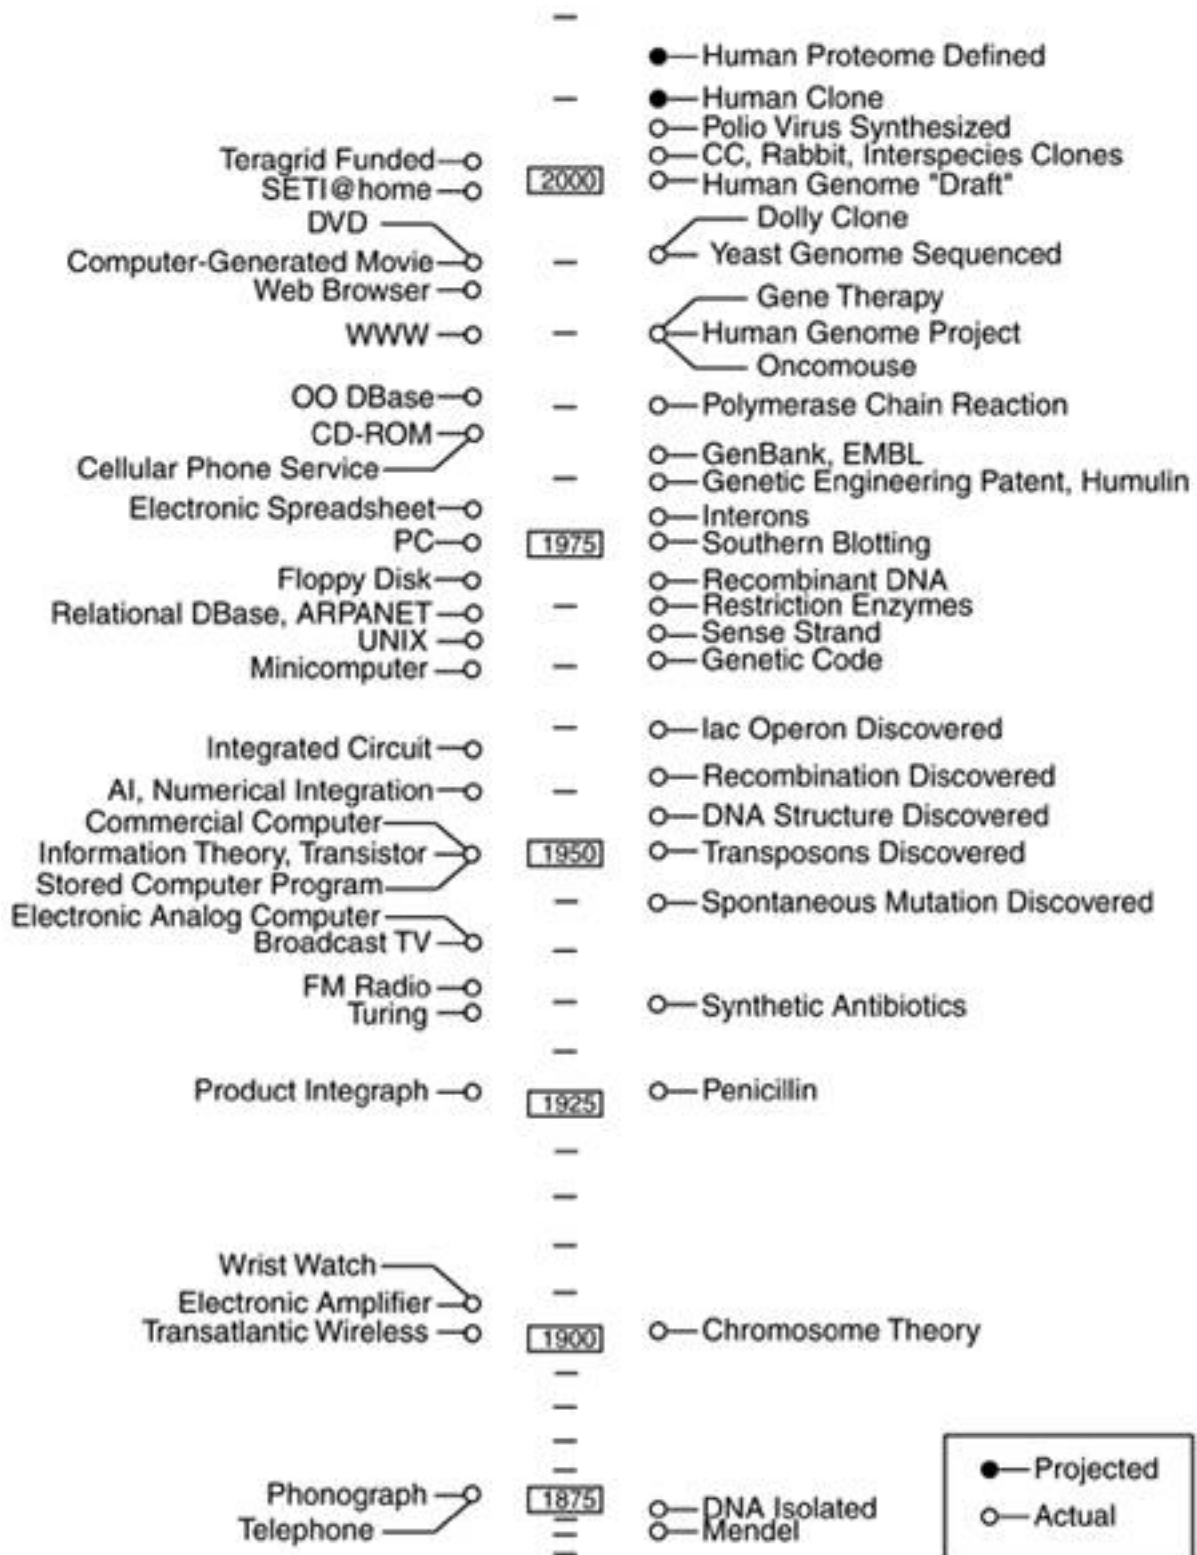 Human Proteome Defined
Human Clone
Polio Virus Synthesized
Teragrid Funded
CC, Rabbit, Interspecies Clones
2000
SETI@home
Human Genome "Draft"
DVD
Dolly Clone
Computer-Generated Movie
Yeast Genome Sequenced
Web Browser
Gene Therapy
WWW
Human Genome Project
Oncomouse
OO DBase
Polymerase Chain Reaction
CD-ROM
Cellular Phone Service
GenBank, EMBL
Genetic Engineering Patent, Humulin
Electronic Spreadsheet
Interons
PC
1975
Southern Blotting
Floppy Disk
Recombinant DNA
Relational DBase, ARPANET
Restriction Enzymes
UNIX
Sense Strand
Minicomputer
Genetic Code
lac Operon Discovered
Integrated Circuit
Recombination Discovered
AI, Numerical Integration
DNA Structure Discovered
Commercial Computer
Information Theory, Transistor
1950
Transposons Discovered
Stored Computer Program
Spontaneous Mutation Discovered
Electronic Analog Computer
Broadcast TV
FM Radio
Turing
Synthetic Antibiotics
Product Integraph
1925
Penicillin
Wrist Watch
Electronic Amplifier
Transatlantic Wireless
1900
Chromosome Theory
Phonograph
1875
DNA Isolated
Telephone
Mendel
Projected
Actual